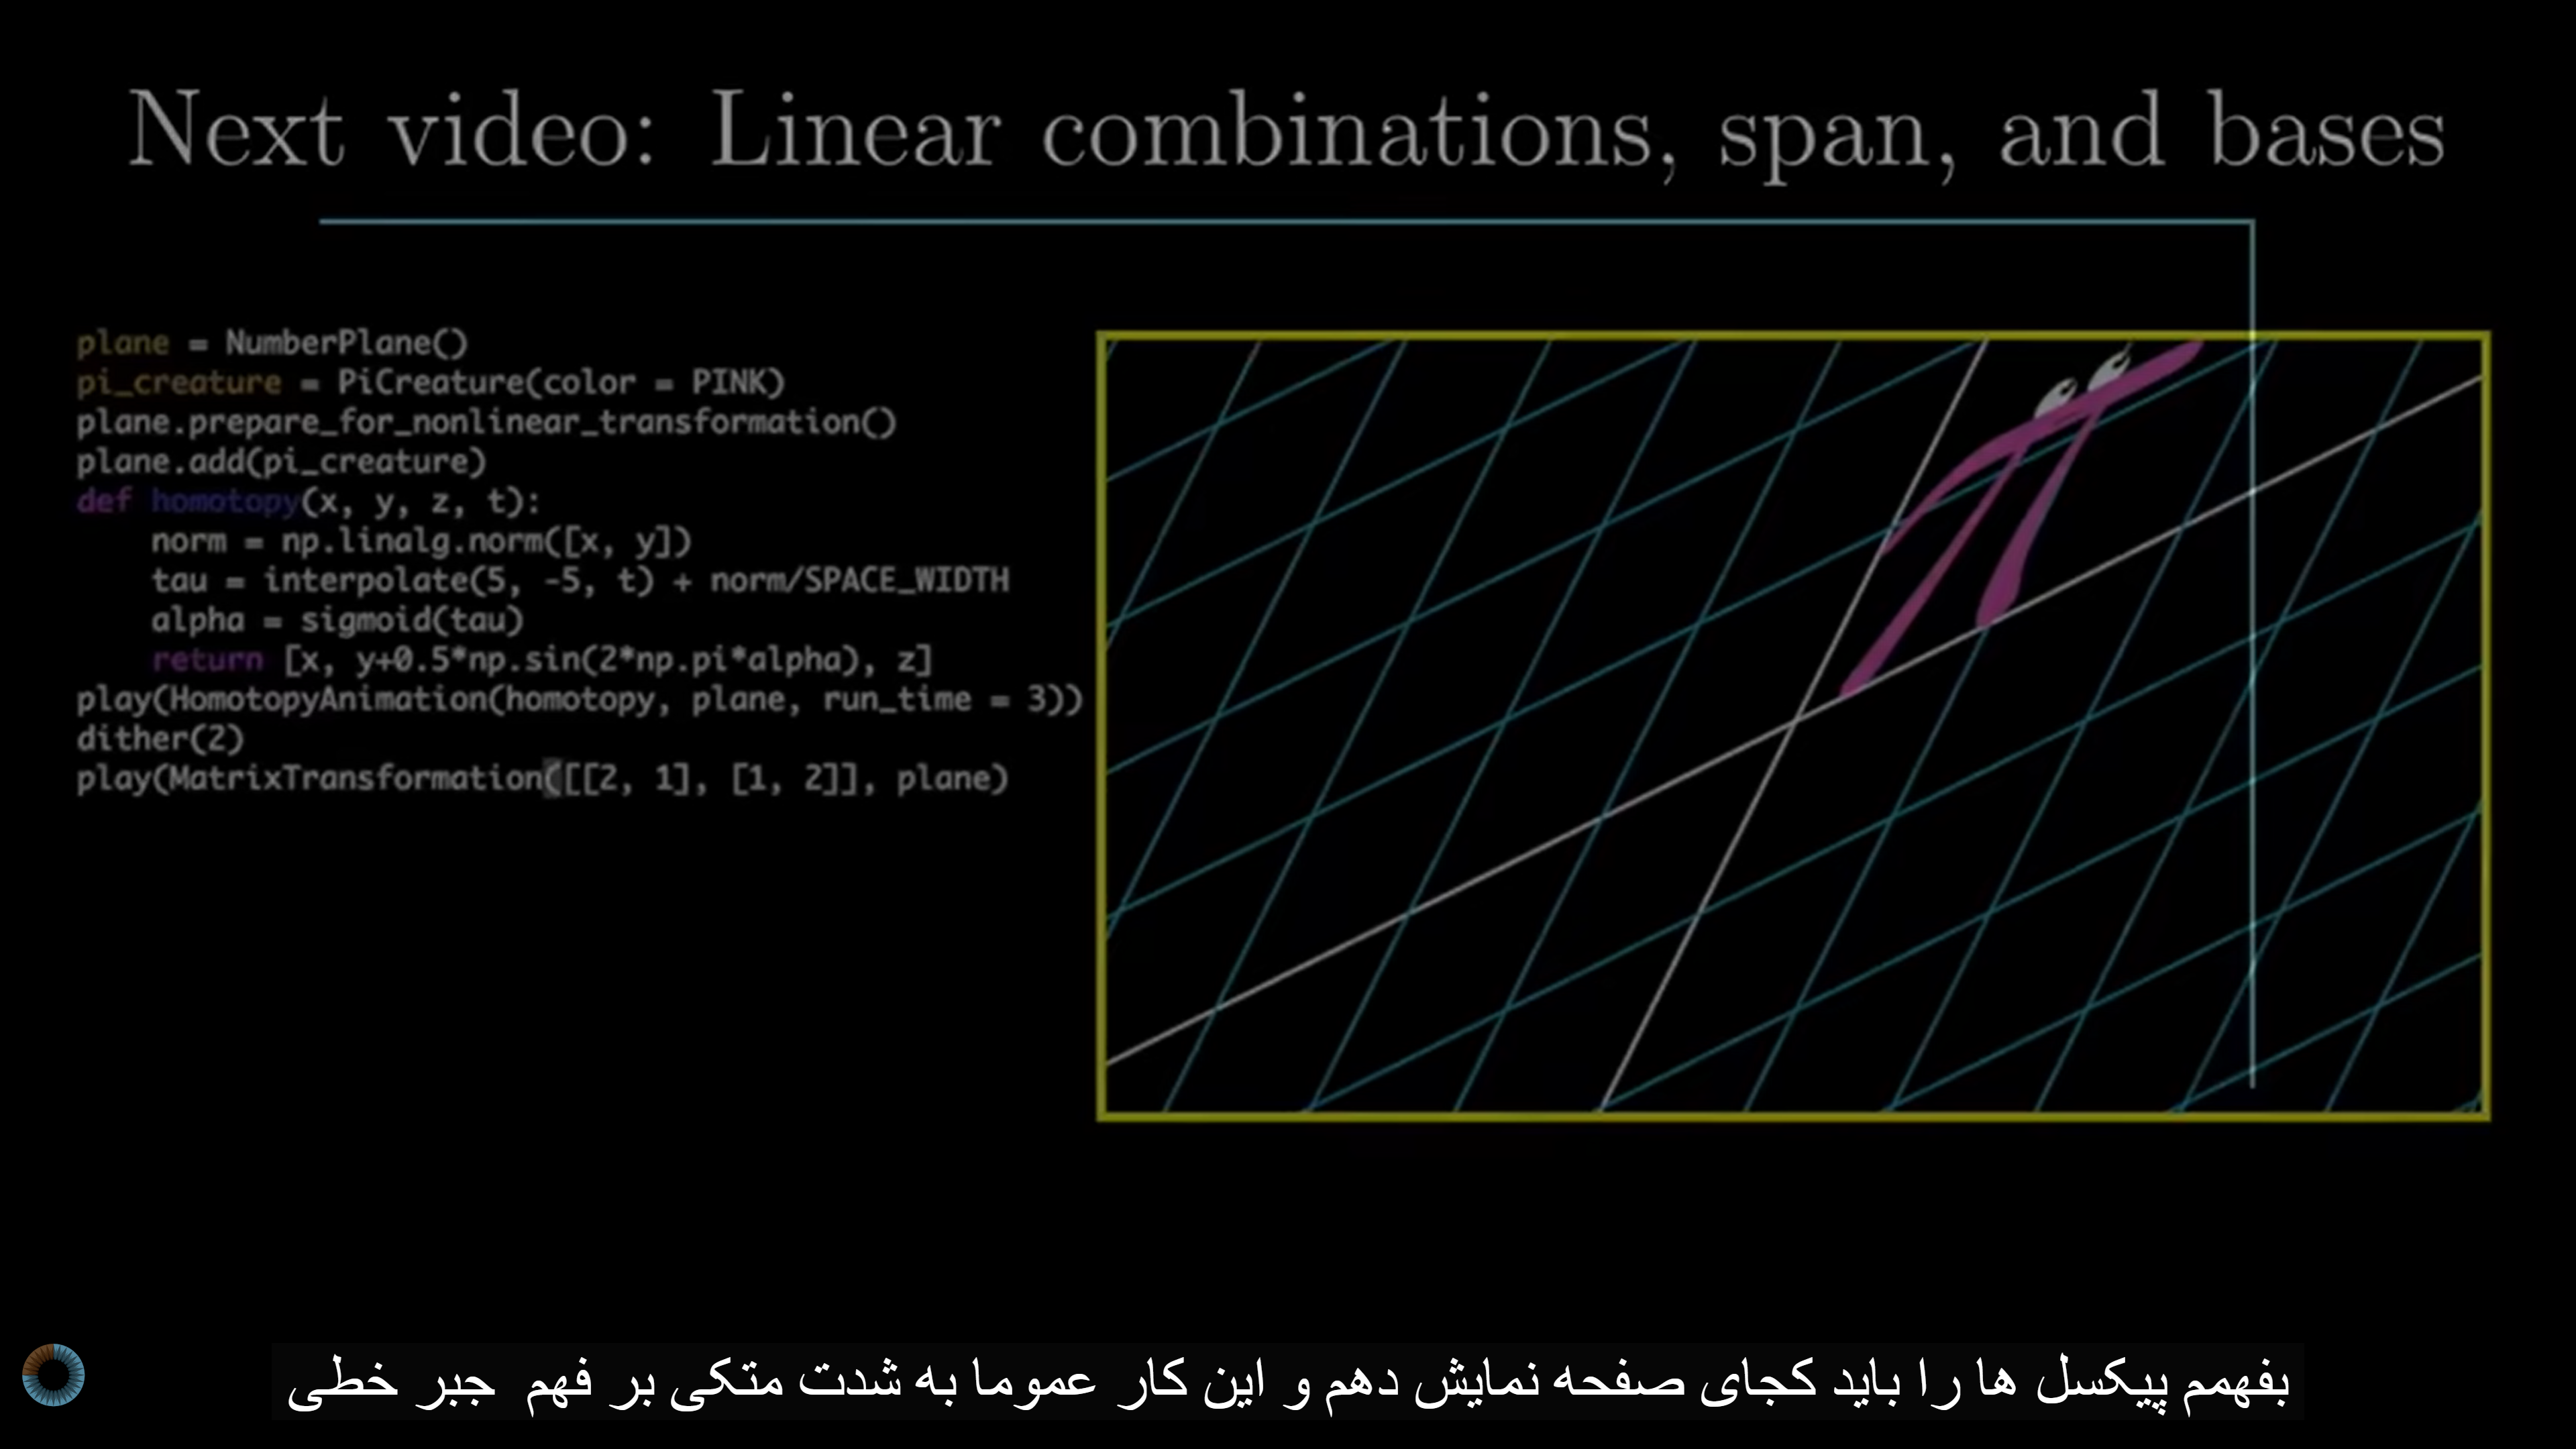 Next video: Linear combinations, span, and bases
plane = NumberPlane()
pi_creature = PiCreature(color = PINK)
plane.prepare_for_nonlinear_transformation()
plane.add(pi_creature)
def homotopy(x, y, z, t):
    norm = np.linalg.norm([x, y])
    tau = interpolate(5, -5, t) + norm/SPACE_WIDTH
    alpha = sigmoid(tau)
    return [x, y+0.5*np.sin(2*np.pi*alpha), z]
play(HomotopyAnimation(homotopy, plane, run_time = 3))
dither(2)
play(MatrixTransformation([[2, 1], [1, 2]], plane)
بفهمم پیکسل ها را باید کجای صفحه نمایش دهم و این کار عموما به شدت متکی بر فهم  جبر خطی